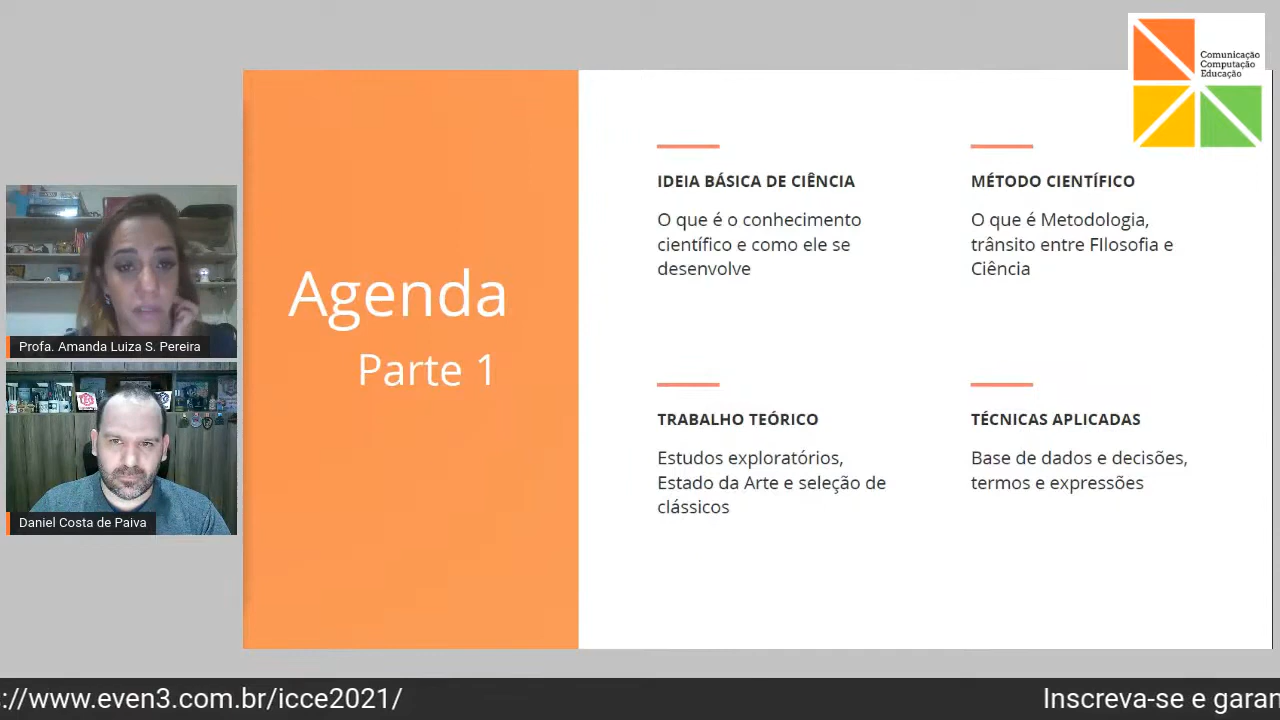 Comunicação
Computação
Educação
Agenda
Parte 1
IDEIA BÁSICA DE CIÊNCIA
O que é o conhecimento
científico e como ele se
desenvolve
MÉTODO CIENTÍFICO
O que é Metodologia,
trânsito entre FIlosofia e
Ciência
TRABALHO TEÓRICO
Estudos exploratórios,
Estado da Arte e seleção de
clássicos
TÉCNICAS APLICADAS
Base de dados e decisões,
termos e expressões
Profa. Amanda Luiza S. Pereira
Daniel Costa de Paiva
://www.even3.com.br/icce2021/
Inscreva-se e garan